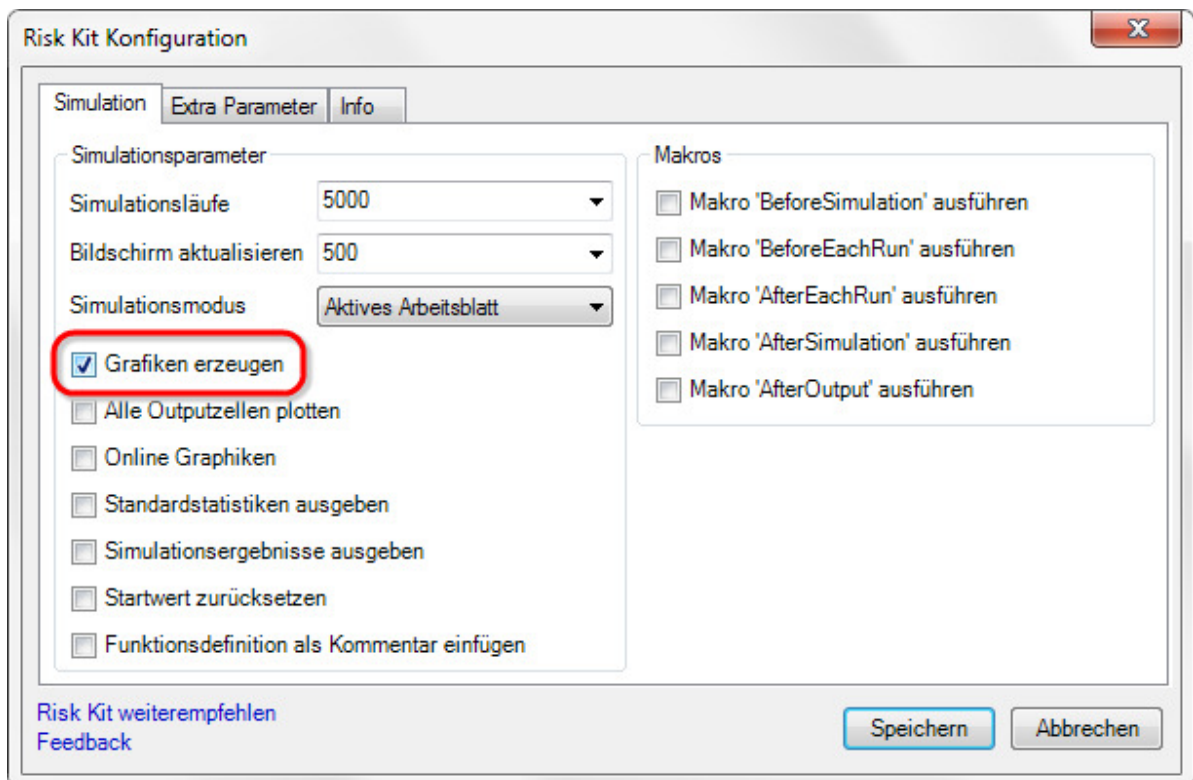 Risk Kit Konfiguration
Simulation
Extra Parameter
Info
Simulationsparameter
Simulationsläufe
5000
Bildschirm aktualisieren
500
Simulationsmodus
Aktives Arbeitsblatt
Grafiken erzeugen
Alle Outputzellen plotten
Online Graphiken
Standardstatistiken ausgeben
Simulationsergebnisse ausgeben
Startwert zurücksetzen
Funktionsdefinition als Kommentar einfügen
Makros
Makro 'BeforeSimulation' ausführen
Makro 'BeforeEachRun' ausführen
Makro 'AfterEachRun' ausführen
Makro 'AfterSimulation' ausführen
Makro 'AfterOutput' ausführen
Risk Kit weiterempfehlen
Feedback
Speichern
Abbrechen